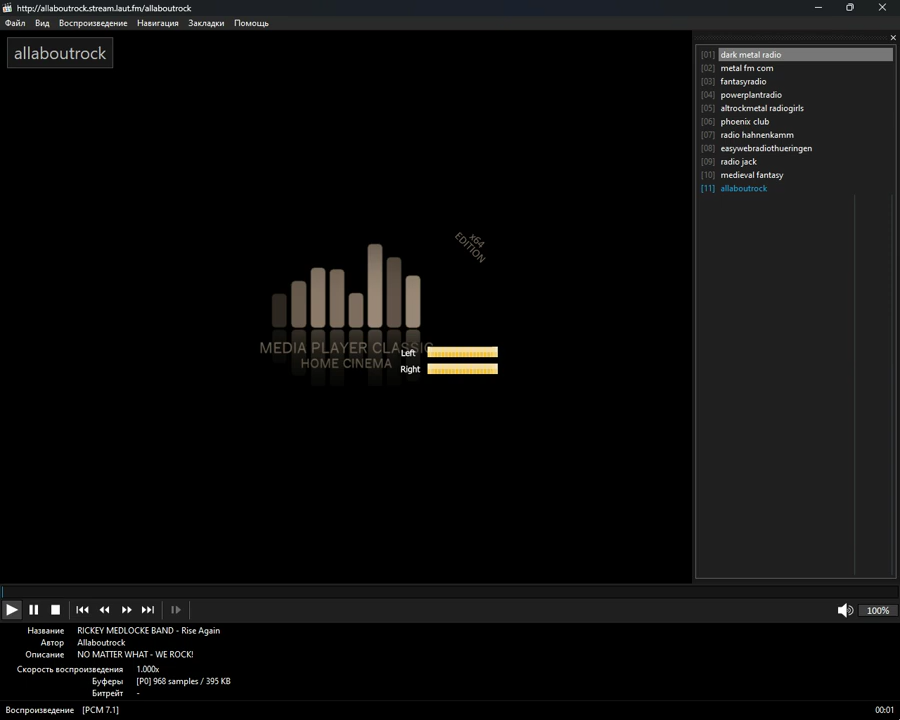 http://allaboutrock.stream.laut.fm/allaboutrock
Файл Вид Воспроизведение Навигация Закладки Помощь
allaboutrock
[01] dark metal radio
[02] metal fm com
[03] fantasyradio
[04] powerplantradio
[05] altrockmetal radiogirls
[06] phoenix club
[07] radio hahnenkamm
[08] easywebradiothueringen
[09] radio jack
[10] medieval fantasy
[11] allaboutrock
x64
EDITION
MEDIA PLAYER CLASSIC
HOME CINEMA
Left
Right
100%
Название RICKEY MEDLOCKE BAND - Rise Again
Автор Allaboutrock
Описание NO MATTER WHAT - WE ROCK!
Скорость воспроизведения 1.000x
Буферы [P0] 968 samples / 395 KB
Битрейт -
Воспроизведение [PCM 7.1] 00:01